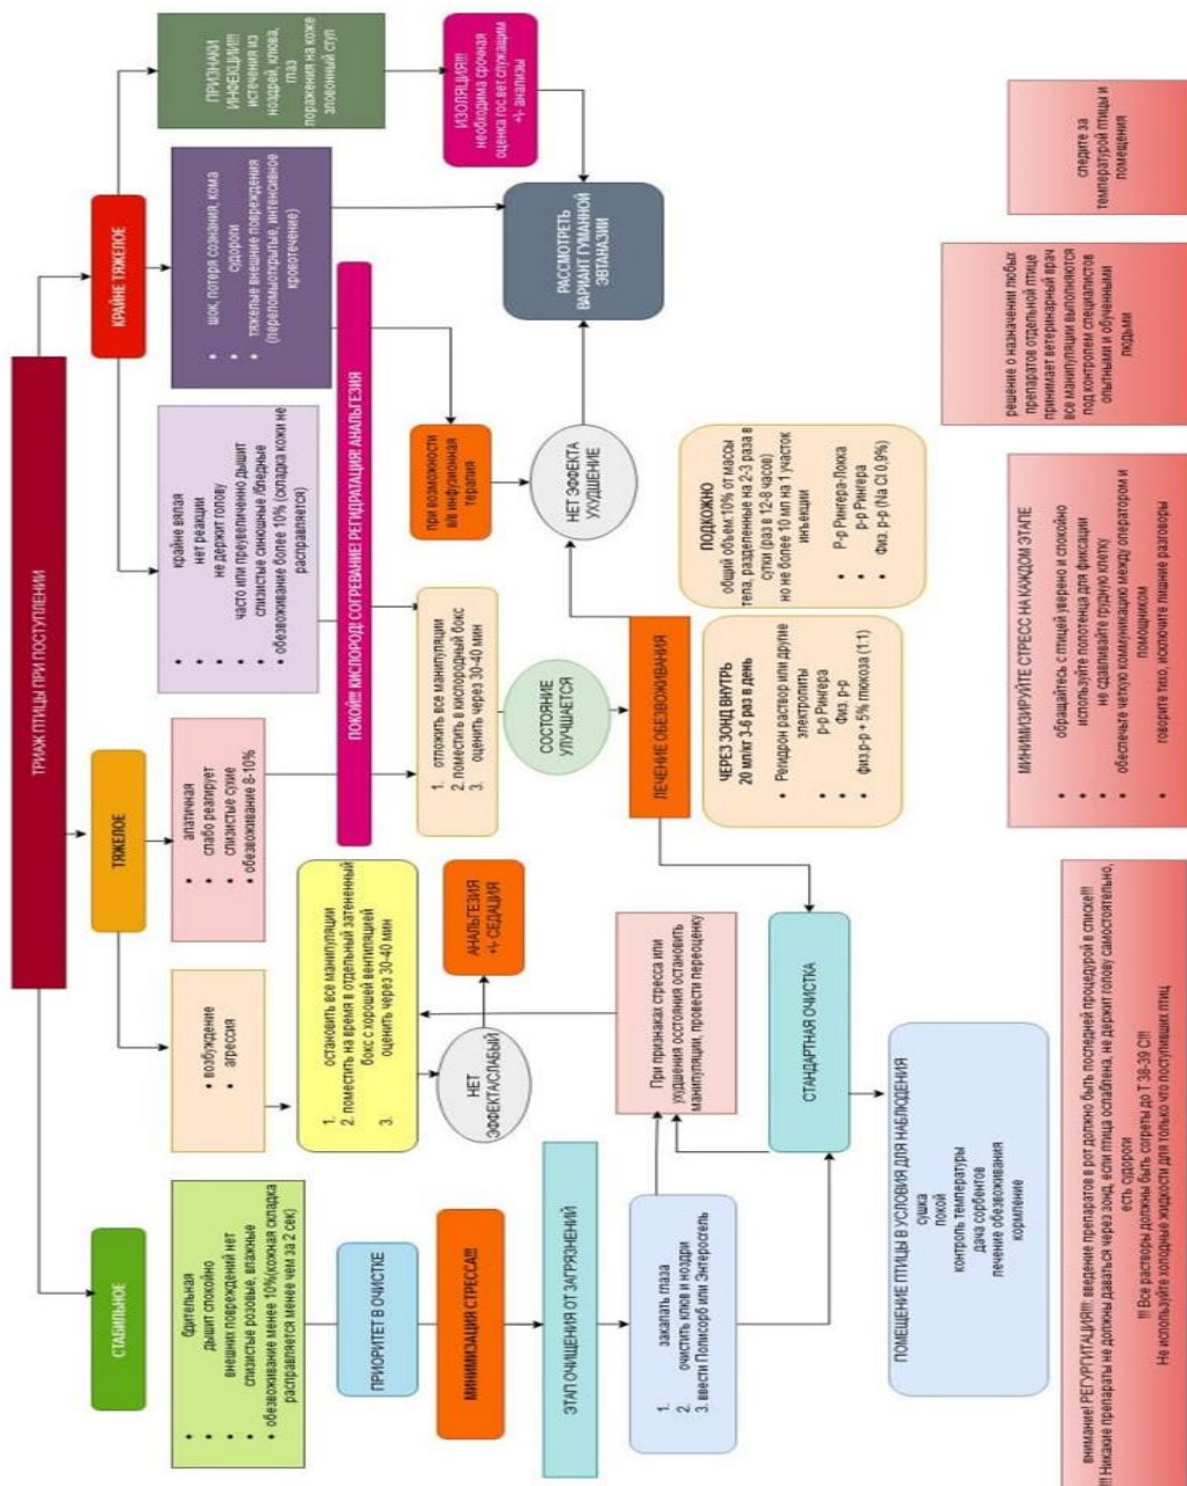 ТРИАЖ ПТИЦЫ ПРИ ПОСТУПЛЕНИИ
СТАБИЛЬНОЕ
ТЯЖЕЛОЕ
КРАЙНЕ ТЯЖЕЛОЕ
бдительная
дышит спокойно
внешних повреждений нет
слизистые розовые, влажные
обезвоживание менее 10%(кожная складка
расправляется менее чем за 2 сек)
возбуждение
агрессия
апатичная
слабо реагирует
слизистые сухие
обезвоживание 8-10%
крайне вялая
нет реакции
не держит голову
часто или преувеличенно дышит
слизистые синюшные /бледные
обезвоживание более 10% (складка кожи не
расправляется)
шок, потеря сознания, кома
судороги
тяжелые внешние повреждения
(переломыоткрытые, интенсивное
кровотечение)
ПРИЗНАКИ
ИНФЕКЦИИ!!!
истечения из
ноздрей, клюва,
глаз
поражения на коже
зловонный стул
ПРИОРИТЕТ В ОЧИСТКЕ
1. остановить все манипуляции
2. поместить на время в отдельный затененный
бокс с хорошей вентиляцией
3. оценить через 30-40 мин
ПОКОЙ!!! КИСЛОРОД! СОГРЕВАНИЕ! РЕГИДРАТАЦИЯ! АНАЛЬГЕЗИЯ
МИНИМИЗАЦИЯ СТРЕССА!!!
НЕТ
ЭФФЕКТА/СЛАБЫЙ
АНАЛЬГЕЗИЯ
+\- СЕДАЦИЯ
1. отложить все манипуляции
2. поместить в кислородный бокс
3. оценить через 30-40 мин
при возможности
в/в инфузионная
терапия
ИЗОЛЯЦИЯ!!!
необходима срочная
оценка гос.вет.служащим
+\- анализы
ЭТАП ОЧИЩЕНИЯ ОТ ЗАГРЯЗНЕНИЙ
СОСТОЯНИЕ
УЛУЧШАЕТСЯ
НЕТ ЭФФЕКТА
УХУДШЕНИЕ
РАССМОТРЕТЬ
ВАРИАНТ ГУМАННОЙ
ЭВТАНАЗИИ
1. закапать глаза
2. очистить клюв и ноздри
3. ввести Полисорб или Энтеросгель
При признаках стресса или
ухудшения осстояния остановить
манипуляции, провести переоценку
ЛЕЧЕНИЕ ОБЕЗВОЖИВАНИЯ
ЧЕРЕЗ ЗОНД ВНУТРЬ
20 мл/кг 3-6 раз в день
Регидрон раствор или другие
электролиты
р-р Рингера
Физ. р-р
физ.р-р + 5% глюкоза (1:1)
ПОДКОЖНО
общий объем:10% от массы
тела, разделенные на 2-3 раза в
сутки (раз в 12-8 часов)
но не более 10 мл на 1 участок
инъекции
Р-р Рингера-Локка
р-р Рингера
Физ. р-р (Na Cl 0,9%)
СТАНДАРТНАЯ ОЧИСТКА
ПОМЕЩЕНИЕ ПТИЦЫ В УСЛОВИЯ ДЛЯ НАБЛЮДЕНИЯ
сушка
покой
контроль температуры
дача сорбентов
лечение обезвоживания
кормление
внимание! РЕГУРГИТАЦИЯ!!!: введение препаратов в рот должно быть последней процедурой в списке!!!
!!! Никакие препараты не должны даваться через зонд, если птица ослаблена, не держит голову самостоятельно,
есть судороги
!!! Все растворы должны быть согреты до Т 38-39 С!!!
Не используйте холодные жидкости для только что поступивших птиц
МИНИМИЗИРУЙТЕ СТРЕСС НА КАЖДОМ ЭТАПЕ
обращайтесь с птицей уверено и спокойно
используйте полотенца для фиксации
не сдавливайте грудную клетку
обеспечьте четкую коммуникацию между оператором и
помощником
говорите тихо, исключите лишние разговоры
решение о назначении любых
препаратов отдельной птице
принимает ветеринарный врач
все манипуляции выполняются
под контролем специалистов
опытными и обученными
людьми
следите за
температурой птицы и
помещения